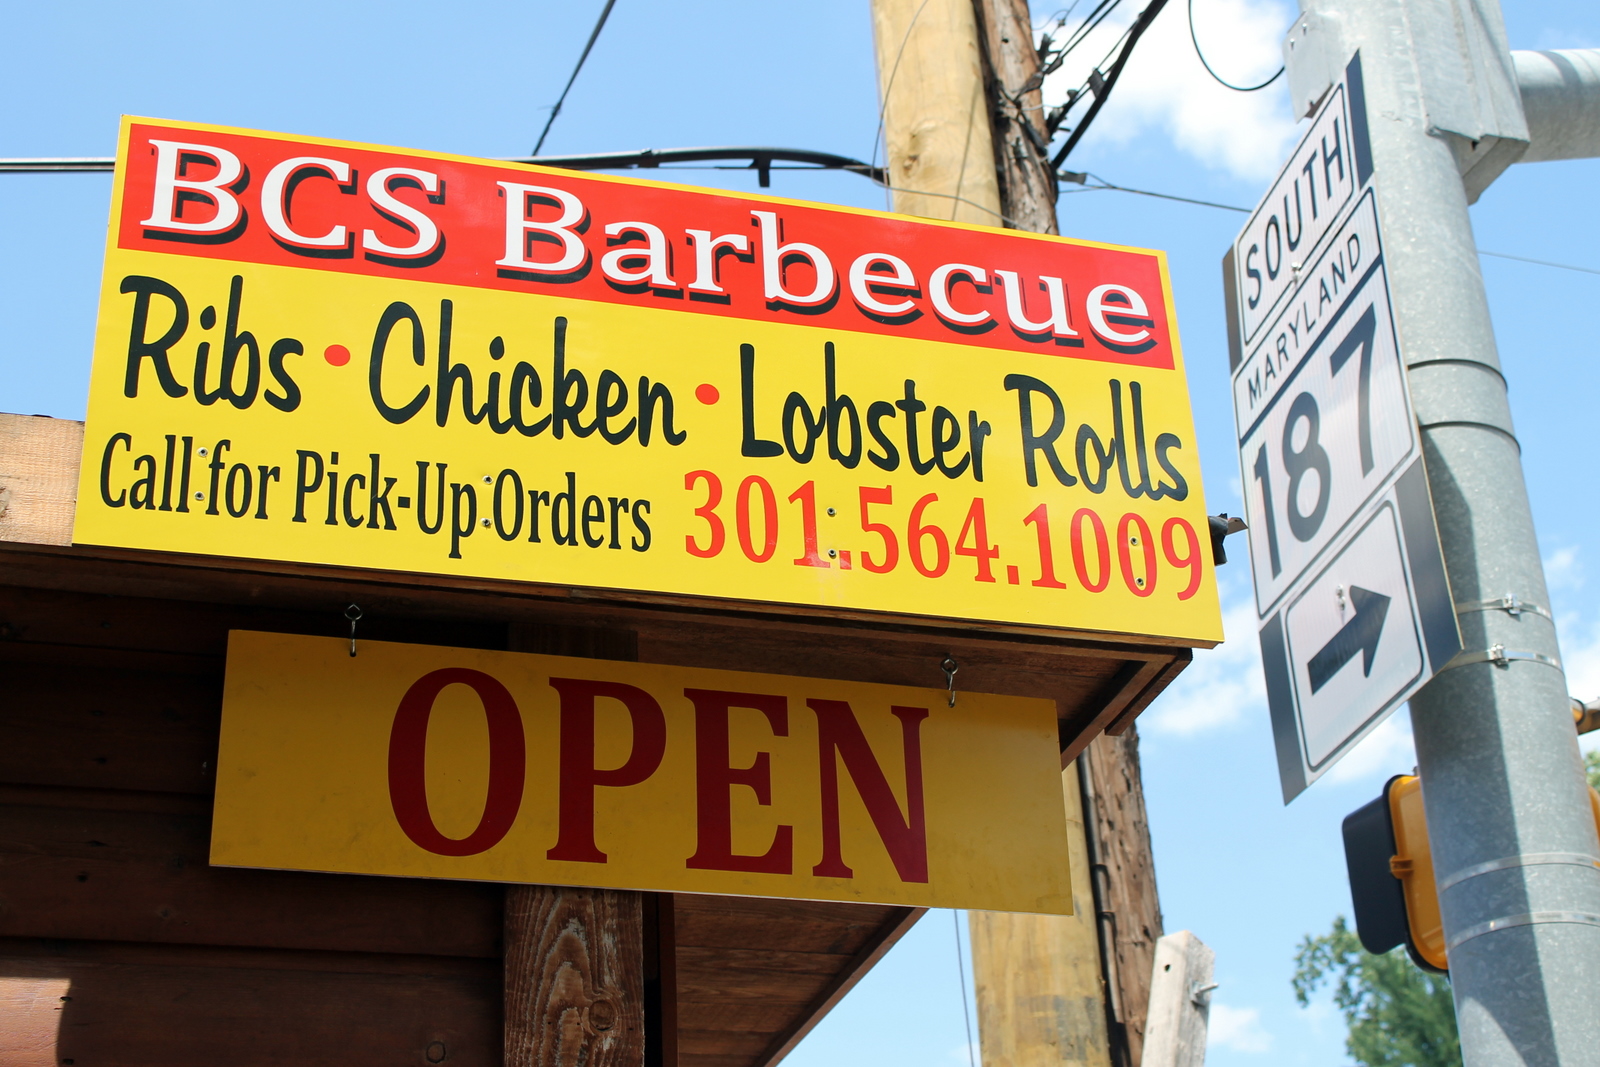 BCS Barbecue
Ribs • Chicken • Lobster Rolls
Call for Pick-Up Orders 301.564.1009
OPEN
SOUTH
MARYLAND
187